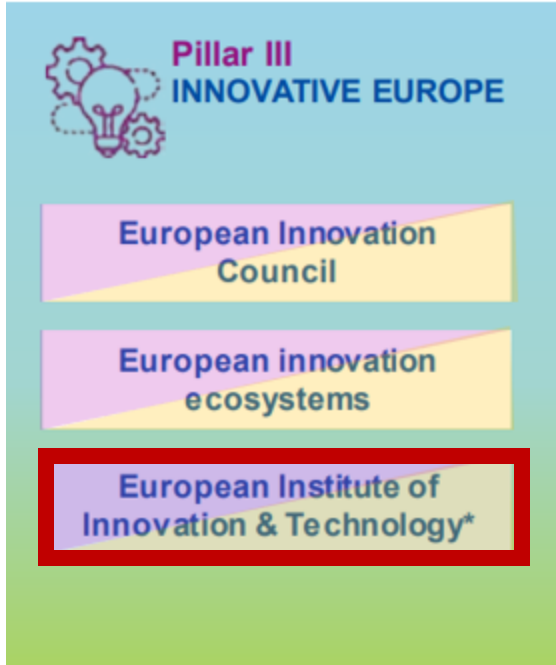 Pillar III
INNOVATIVE EUROPE
European Innovation
Council
European innovation
ecosystems
European Institute of
Innovation & Technology*